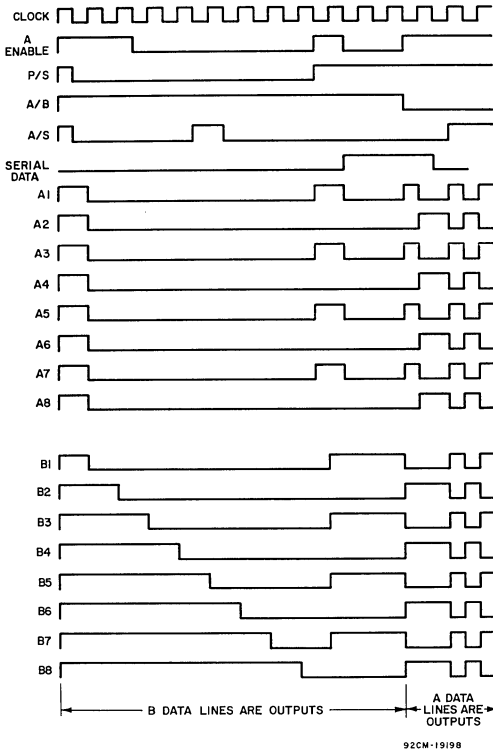 CLOCK
A
ENABLE
P/S
A/B
A/S
SERIAL
DATA
A1
A2
A3
A4
A5
A6
A7
A8
B1
B2
B3
B4
B5
B6
B7
B8
B DATA LINES ARE OUTPUTS
A DATA
LINES ARE
OUTPUTS
92CM-19198